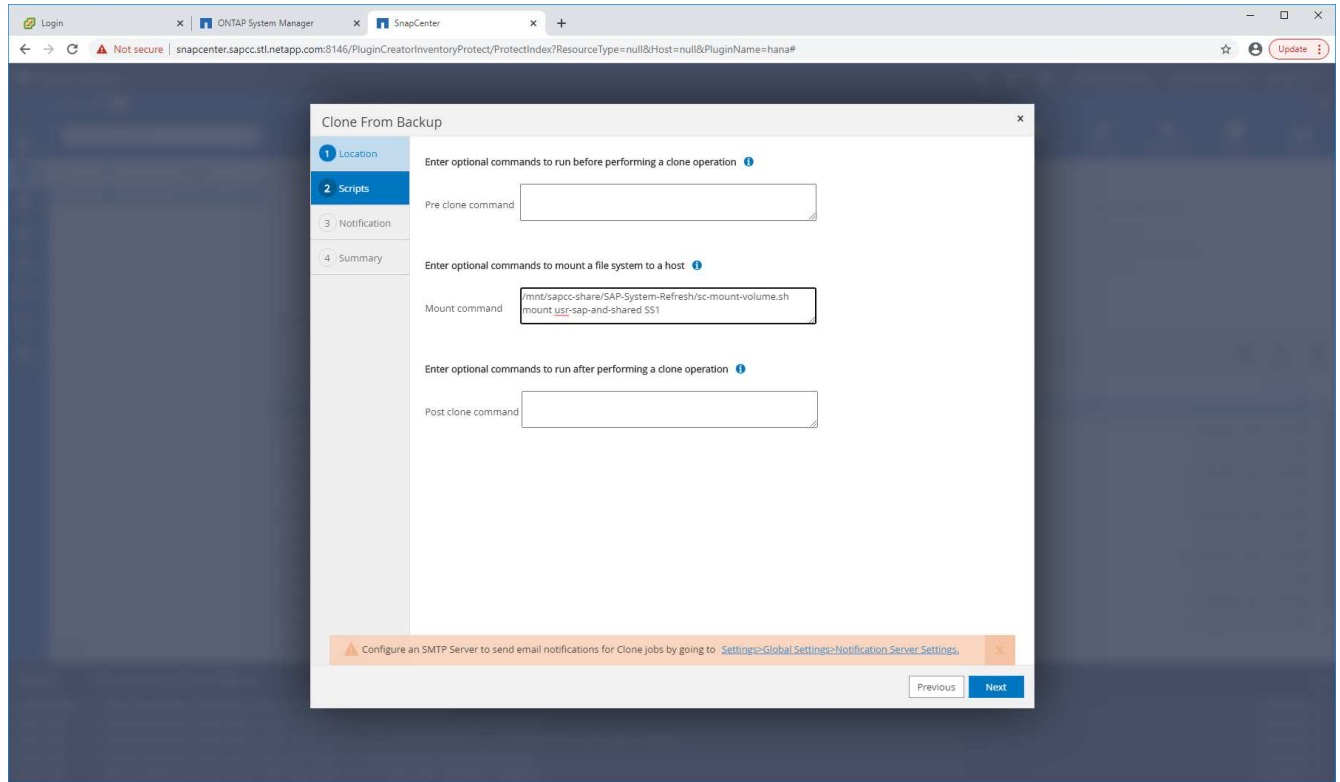 Login
ONTAP System Manager
SnapCenter
Not secure | snapcenter.sapcc.stl.netapp.com:8146/PluginCreatorInventoryProtect/ProtectIndex?ResourceType=null&Host=null&PluginName=hana#
Update
Clone From Backup
1 Location
2 Scripts
3 Notification
4 Summary
Enter optional commands to run before performing a clone operation
Pre clone command
Enter optional commands to mount a file system to a host
Mount command
/mnt/sapcc-share/SAP-System-Refresh/sc-mount-volume.sh
mount usr-sap-and-shared SS1
Enter optional commands to run after performing a clone operation
Post clone command
Configure an SMTP Server to send email notifications for Clone jobs by going to Settings>Global Settings>Notification Server Settings.
Previous
Next